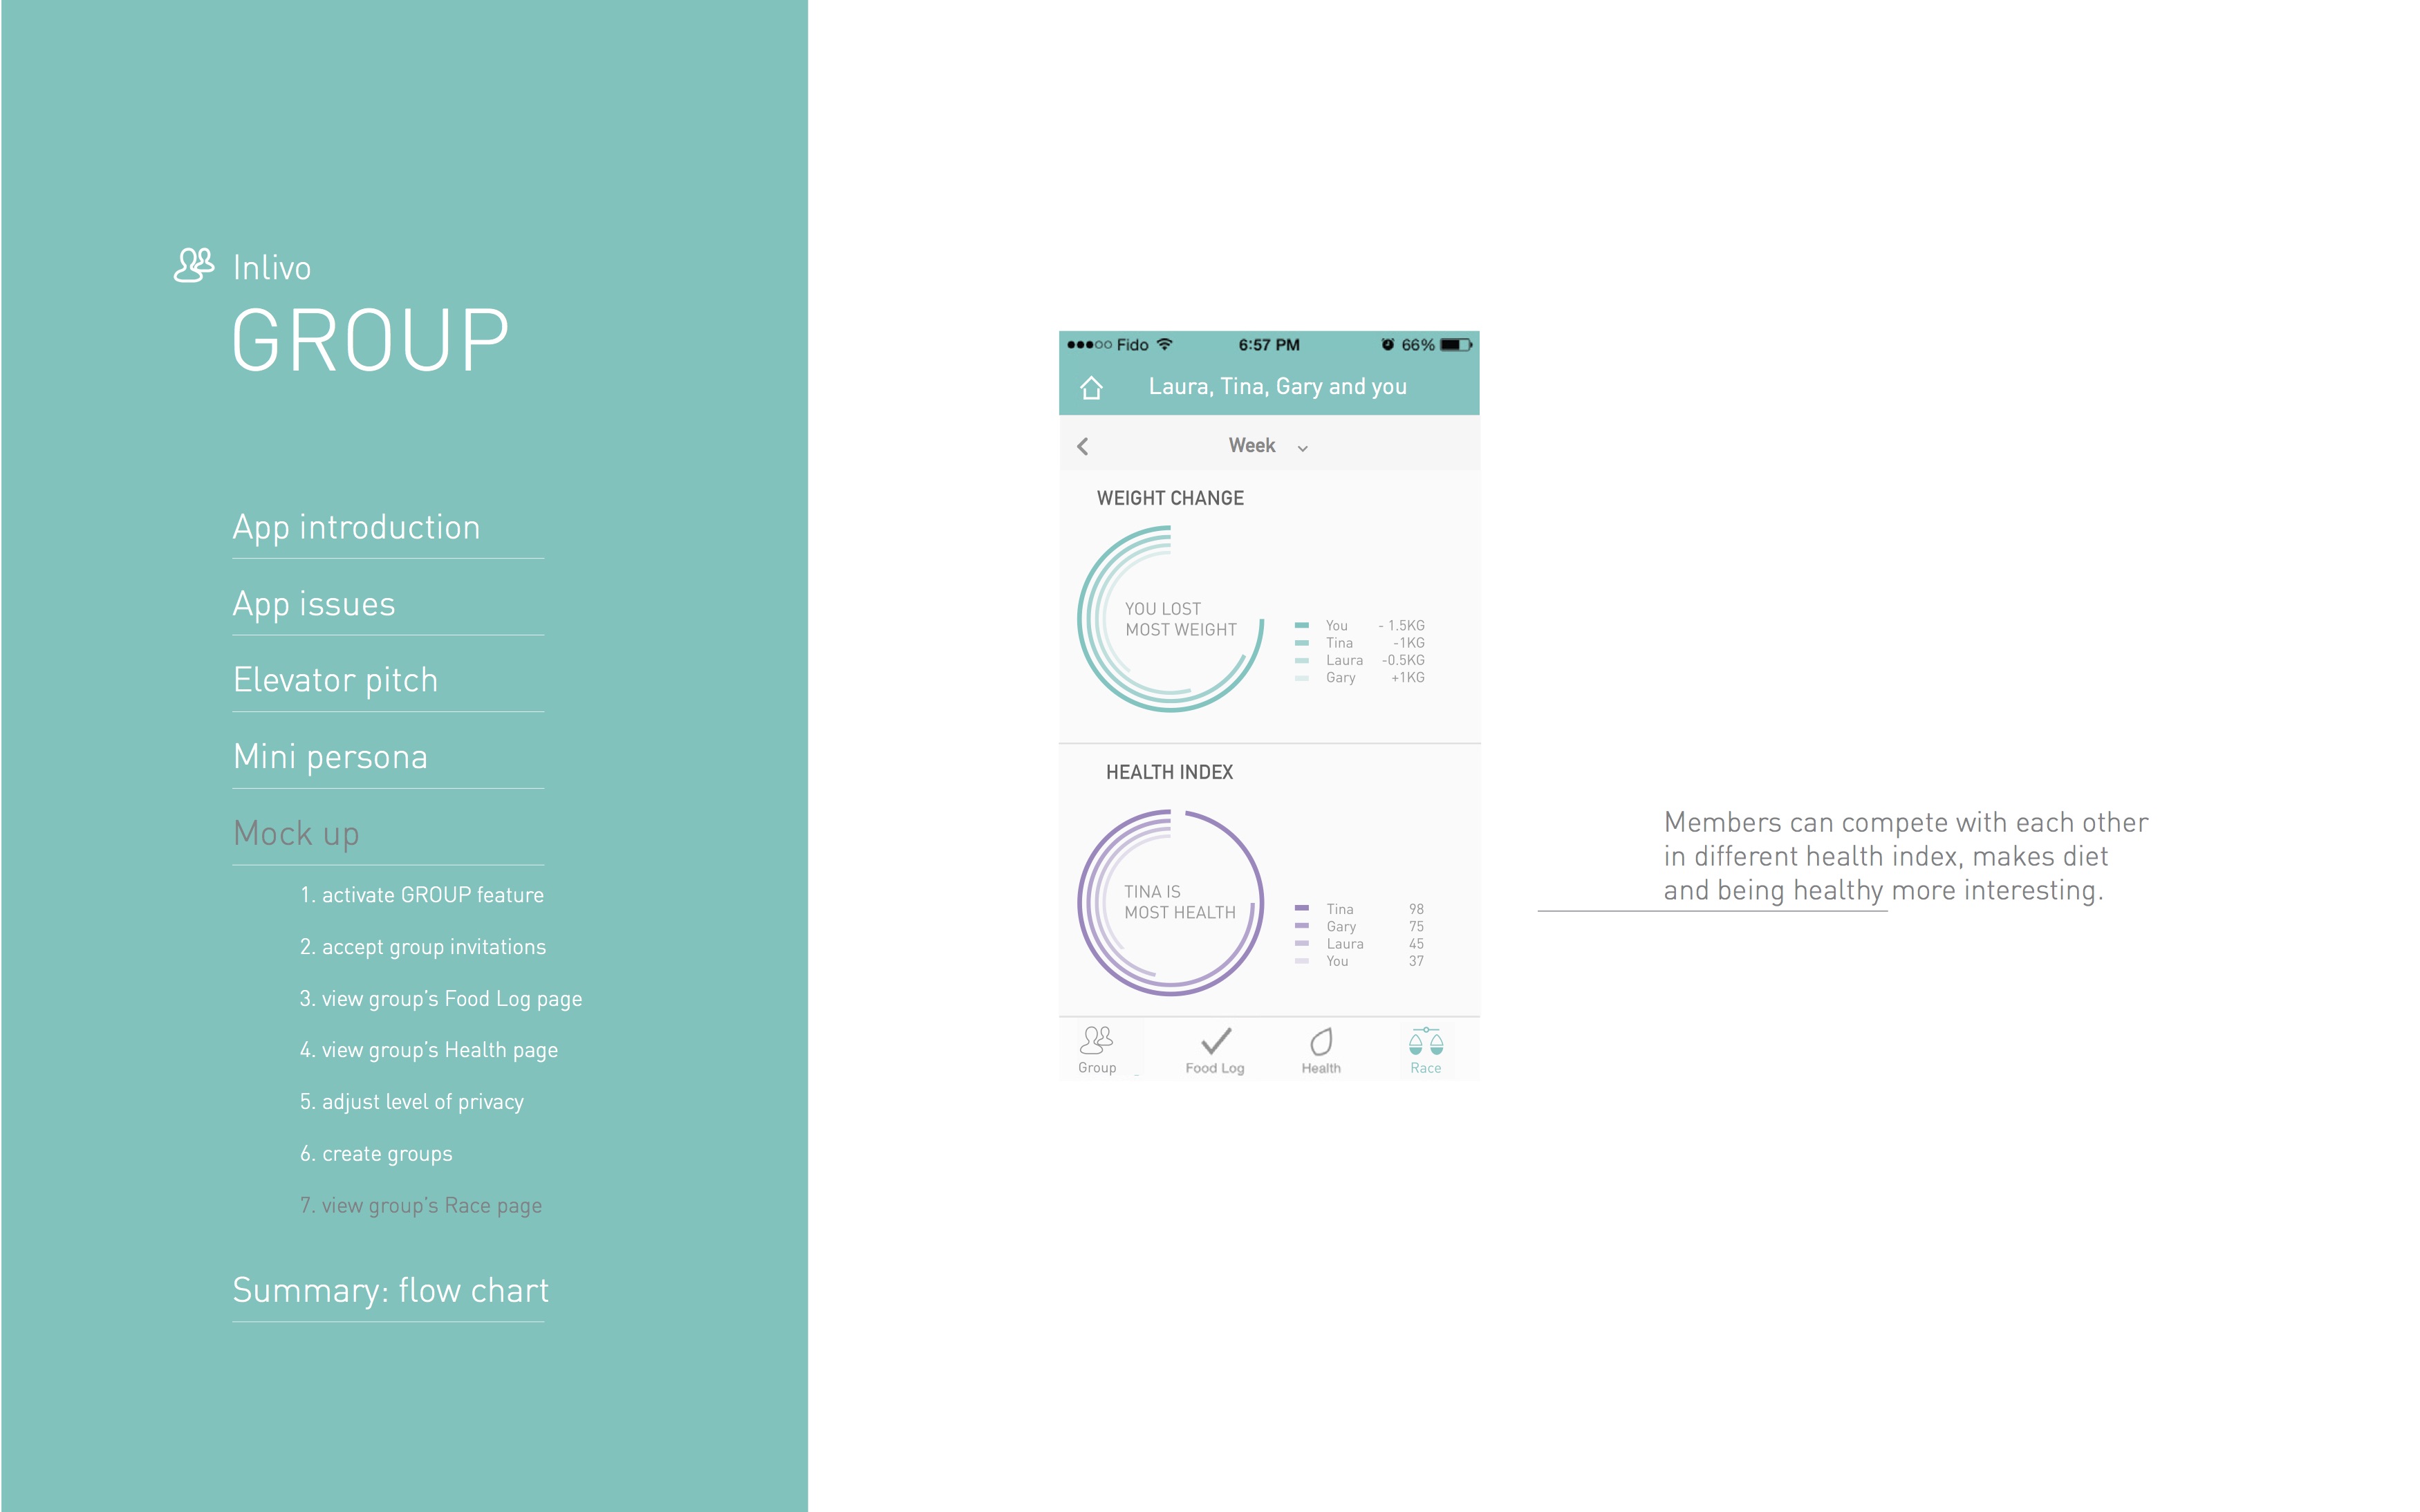 Inlivo
GROUP
App introduction
App issues
Elevator pitch
Mini persona
Mock up
1. activate GROUP feature
2. accept group invitations
3. view group's Food Log page
4. view group's Health page
5. adjust level of privacy
6. create groups
7. view group's Race page
Summary: flow chart
Fido 6:57 PM 66%
Laura, Tina, Gary and you
Week
WEIGHT CHANGE
YOU LOST
MOST WEIGHT
You - 1.5KG
Tina -1KG
Laura -0.5KG
Gary +1KG
HEALTH INDEX
TINA IS
MOST HEALTH
Tina 98
Gary 75
Laura 45
You 37
Group Food Log Health Race
Members can compete with each other
in different health index, makes diet
and being healthy more interesting.